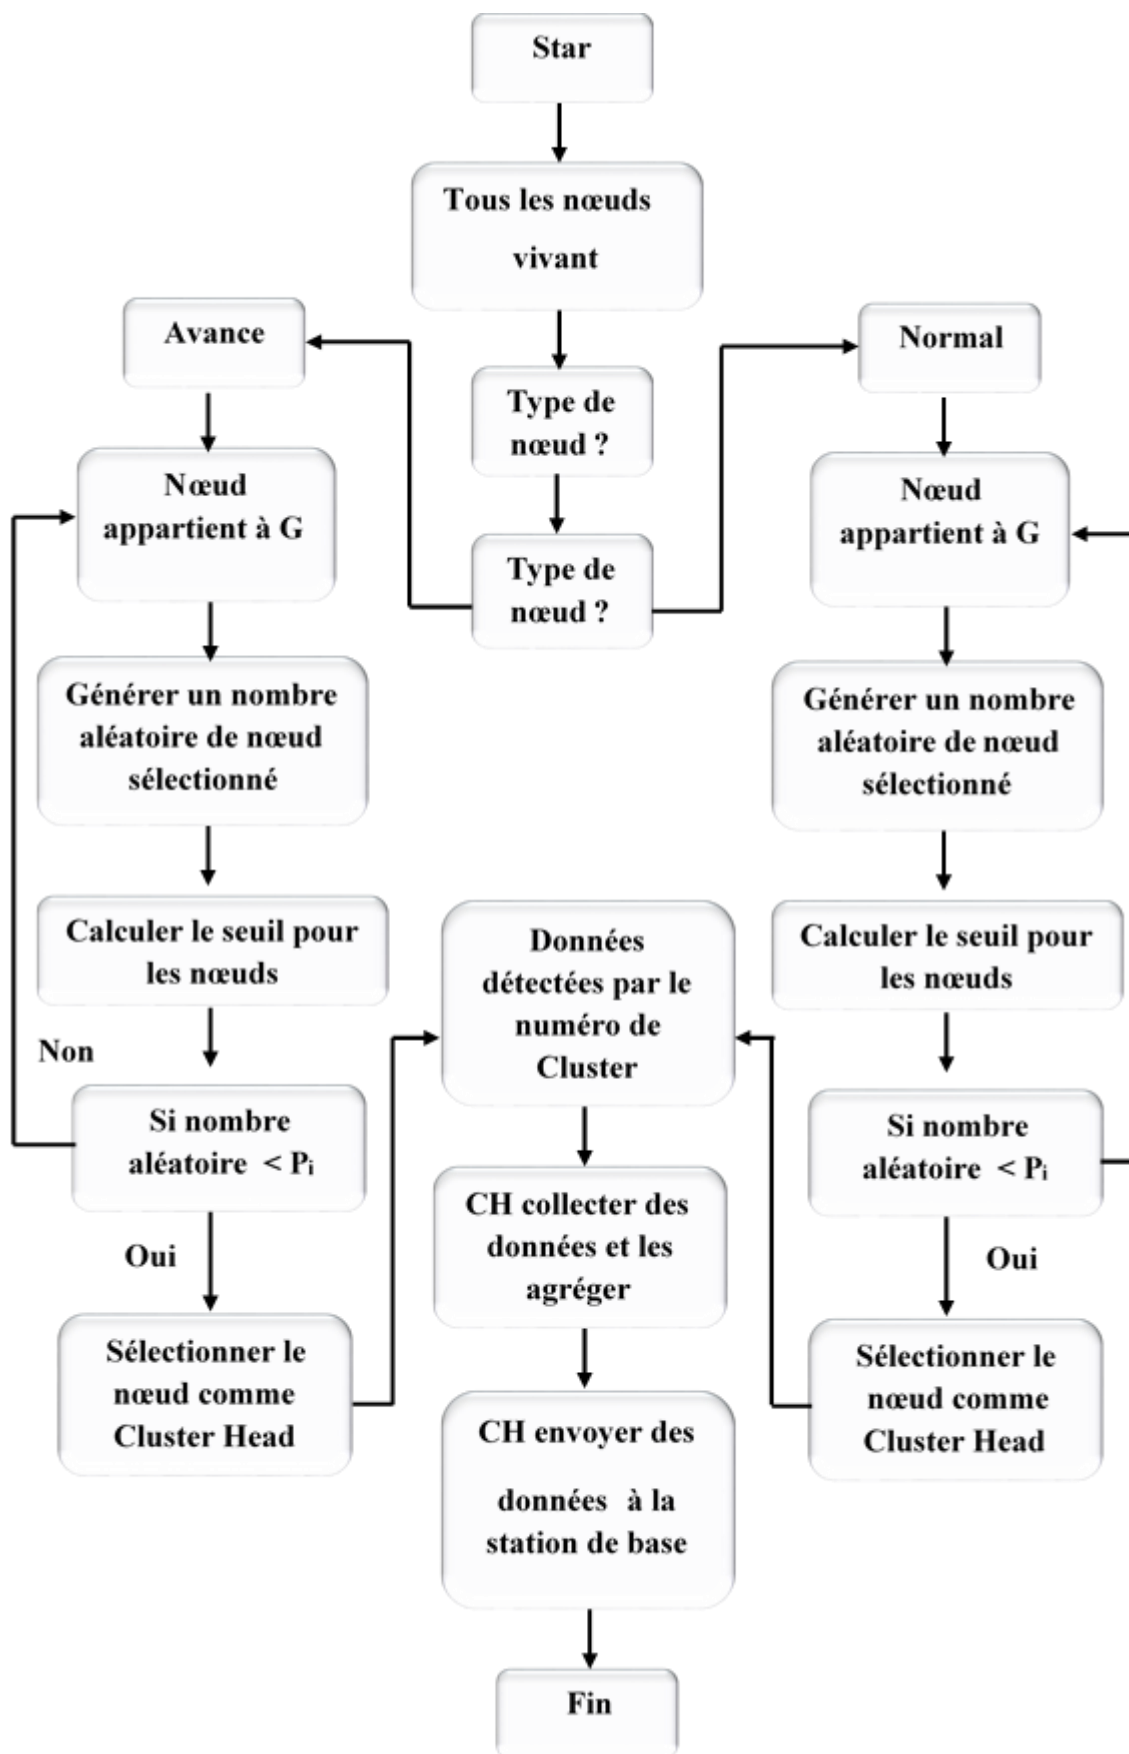 Star
Tous les nœuds
vivant
Avance
Normal
Type de
nœud ?
Nœud
appartient à G
Nœud
appartient à G
Type de
nœud ?
Générer un nombre
aléatoire de nœud
sélectionné
Générer un nombre
aléatoire de nœud
sélectionné
Calculer le seuil pour
les nœuds
Données
détectées par le
numéro de
Cluster
Calculer le seuil pour
les nœuds
Non
Si nombre
aléatoire < Pᵢ
Si nombre
aléatoire < Pᵢ
CH collecter des
données et les
agréger
Oui
Oui
Sélectionner le
nœud comme
Cluster Head
Sélectionner le
nœud comme
Cluster Head
CH envoyer des
données à la
station de base
Fin